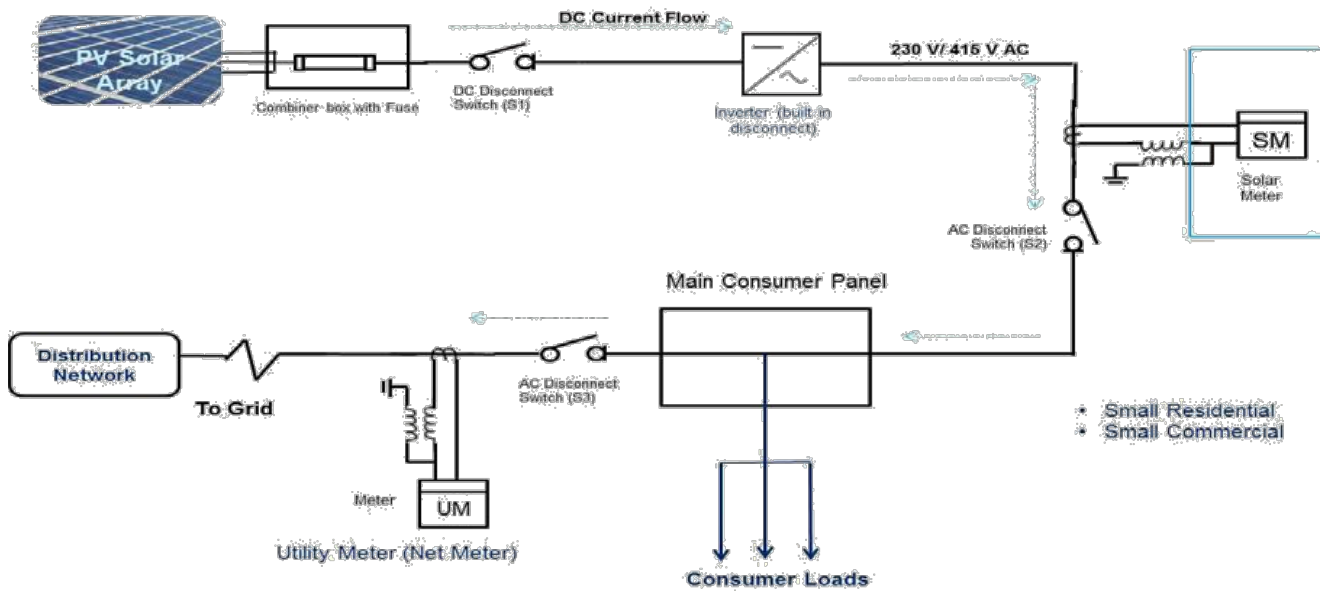 DC Current Flow
PV Solar
Array
Combiner box with Fuse
DC Disconnect
Switch (S1)
Inverter (built in
disconnect)
230 V/ 415 V AC
SM
Solar
Meter
AC Disconnect
Switch (S2)
Main Consumer Panel
Distribution
Network
To Grid
AC Disconnect
Switch (S3)
• Small Residential
• Small Commercial
Meter
UM
Utility Meter (Net Meter)
Consumer Loads